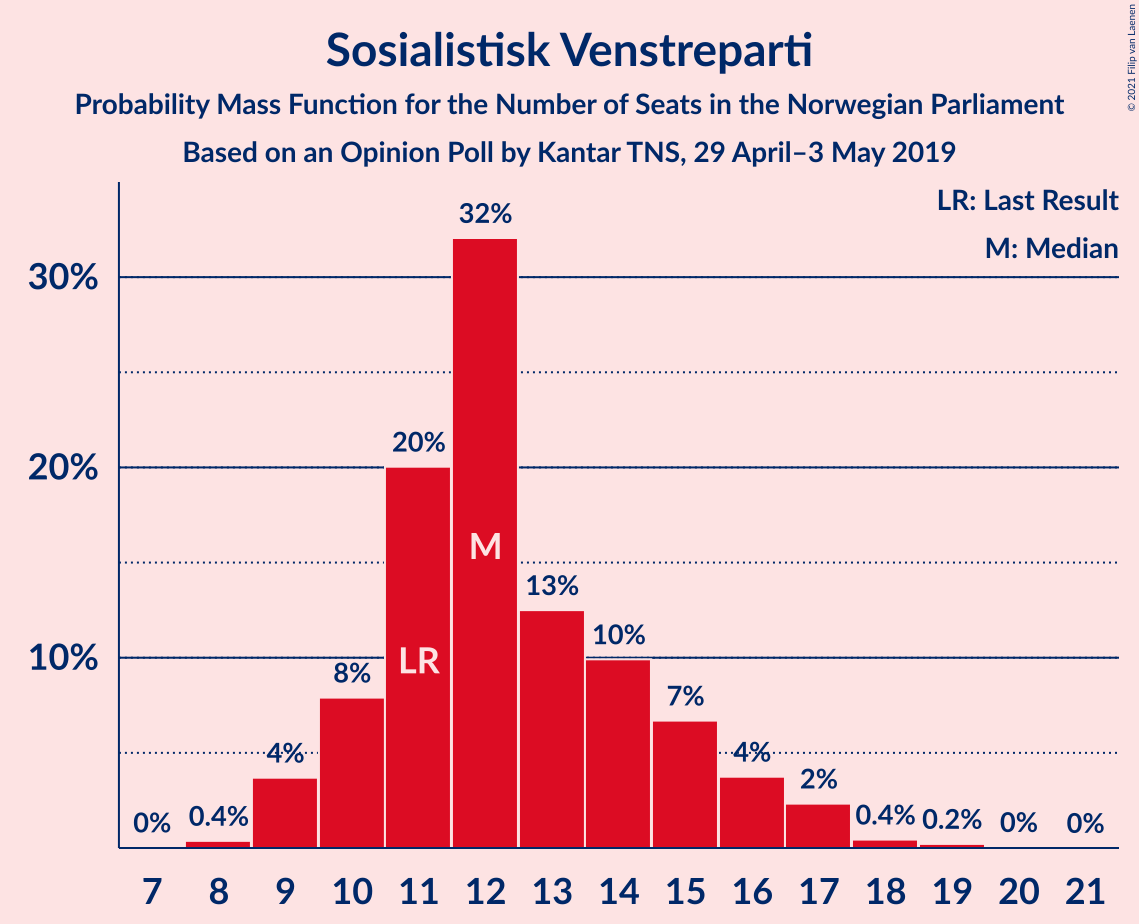 Sosialistisk Venstreparti
Probability Mass Function for the Number of Seats in the Norwegian Parliament
Based on an Opinion Poll by Kantar TNS, 29 April–3 May 2019
© 2021 Filip van Laenen
LR: Last Result
M: Median
30%
20%
10%
0%
0.4%
4%
8%
20%
32%
13%
10%
7%
4%
2%
0.4%
0.2%
0%
0%
LR
M
7 8 9 10 11 12 13 14 15 16 17 18 19 20 21